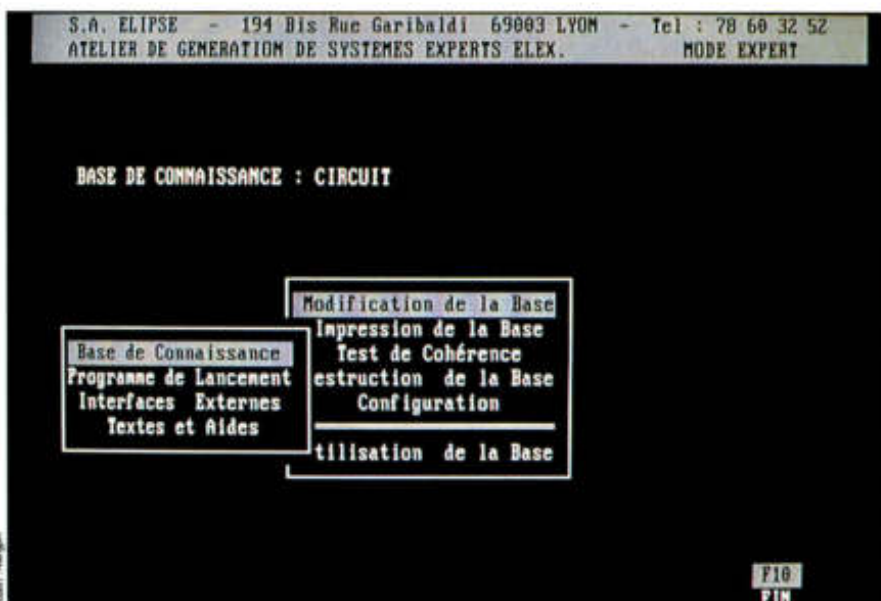 S.A. ELIPSE - 194 Bis Rue Garibaldi 69003 LYON - Tel : 78 60 32 52
ATELIER DE GENERATION DE SYSTEMES EXPERTS ELEX. MODE EXPERT
BASE DE CONNAISSANCE : CIRCUIT
Modification de la Base
Impression de la Base
Test de Cohérence
estruction de la Base
Configuration
tilisation de la Base
Base de Connaissance
Programme de Lancement
Interfaces Externes
Textes et Aides
F10
FIN